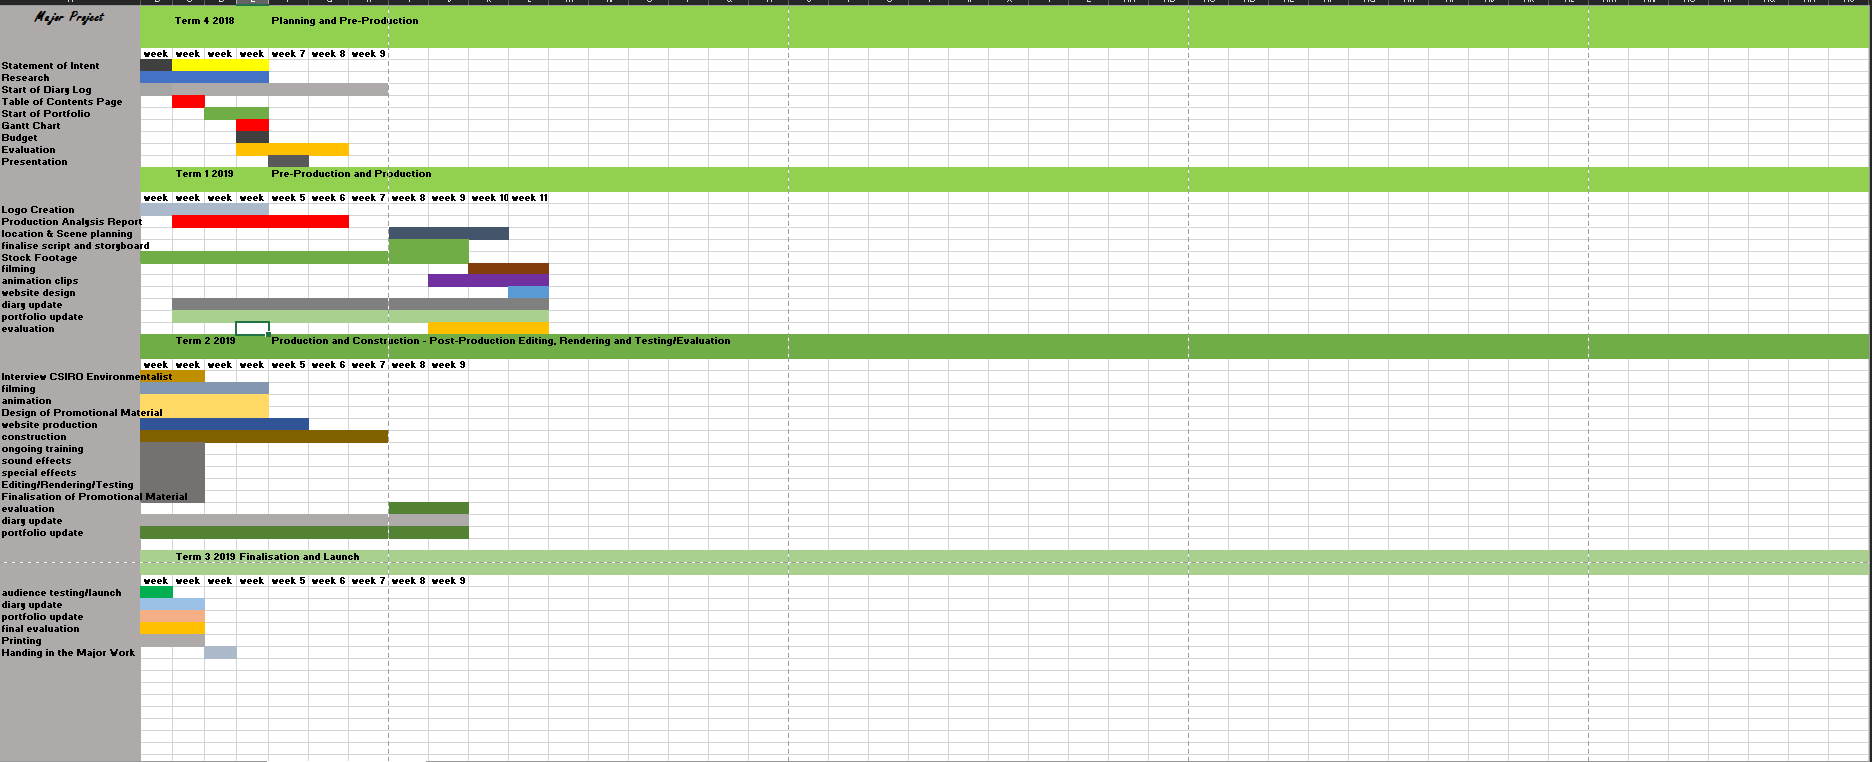 Major Project
Term 4 2018 Planning and Pre-Production
week week week week week 7 week 8 week 9
Statement of Intent
Research
Start of Diary Log
Table of Contents Page
Start of Portfolio
Gantt Chart
Budget
Evaluation
Presentation
Term 1 2019 Pre-Production and Production
week week week week week 5 week 6 week 7 week 8 week 9 week 10 week 11
Logo Creation
Production Analysis Report
location & Scene planning
finalise script and storyboard
Stock Footage
filming
animation clips
website design
diary update
portfolio update
evaluation
Term 2 2019 Production and Construction - Post-Production Editing, Rendering and Testing/Evaluation
week week week week week 5 week 6 week 7 week 8 week 9
Interview CSIRO Environmentalist
filming
animation
Design of Promotional Material
website production
construction
ongoing training
sound effects
special effects
Editing/Rendering/Testing
Finalisation of Promotional Material
evaluation
diary update
portfolio update
Term 3 2019 Finalisation and Launch
week week week week week 5 week 6 week 7 week 8 week 9
audience testing/launch
diary update
portfolio update
final evaluation
Printing
Handing in the Major Work